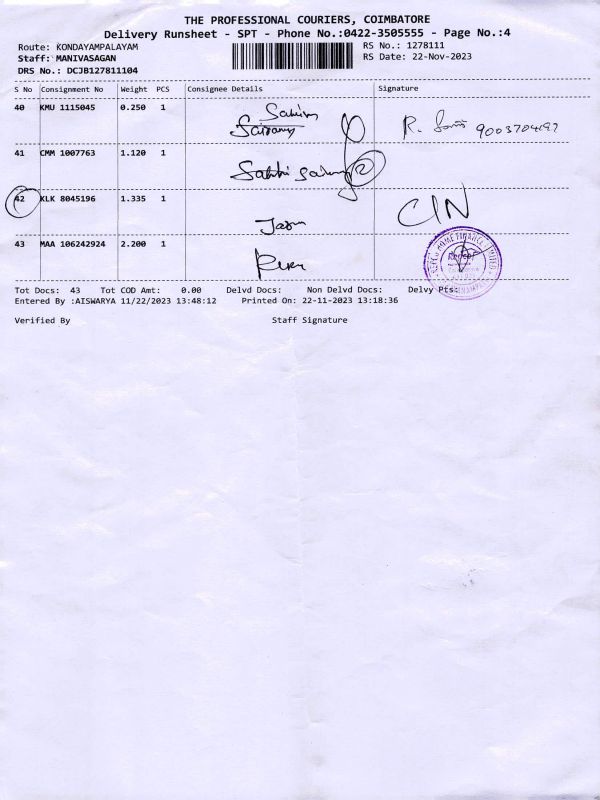 THE PROFESSIONAL COURIERS, COIMBATORE
Delivery Runsheet - SPT - Phone No.:0422-3505555 - Page No.:4
Route: KONDAYAMPALAYAM RS No.: 1278111
Staff: MANIVASAGAN RS Date: 22-Nov-2023
DRS No.: DCJB127811104
S No Consignment No Weight PCS Consignee Details Signature
40 KMU 1115045 0.250 1
R.
41 CMM 1007763 1.120 1
Sakthi
42 KLK 8045196 1.335 1
CIN
43 MAA 106242924 2.200 1
Tot Docs: 43 Tot COD Amt: 0.00 Delvd Docs: Non Delvd Docs: Delvy Pts:
Entered By :AISWARYA 11/22/2023 13:48:12 Printed On: 22-11-2023 13:18:36
Verified By Staff Signature